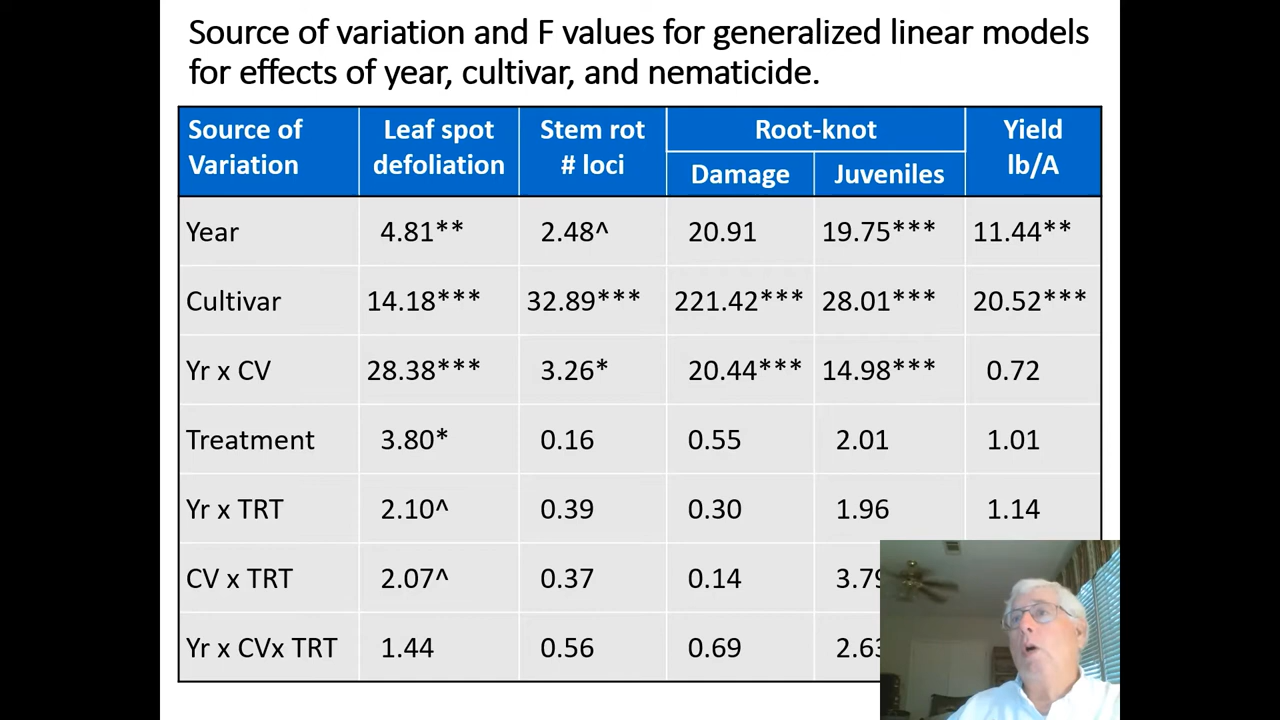 Source of variation and F values for generalized linear models
for effects of year, cultivar, and nematicide.
Source of Variation Leaf spot defoliation Stem rot # loci Root-knot Yield lb/A
Damage Juveniles
Year 4.81** 2.48^ 20.91 19.75*** 11.44**
Cultivar 14.18*** 32.89*** 221.42*** 28.01*** 20.52***
Yr x CV 28.38*** 3.26* 20.44*** 14.98*** 0.72
Treatment 3.80* 0.16 0.55 2.01 1.01
Yr x TRT 2.10^ 0.39 0.30 1.96 1.14
CV x TRT 2.07^ 0.37 0.14
Yr x CVx TRT 1.44 0.56 0.69